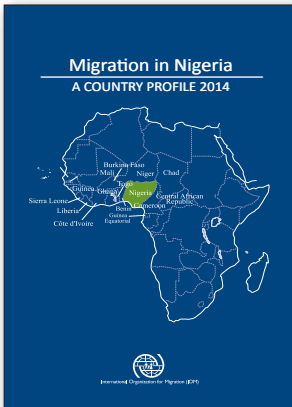 Migration in Nigeria
A COUNTRY PROFILE 2014
Burkina Faso
Mali
Niger
Chad
Guinea
Ghana
Togo
Nigeria
Central African
Republic
Sierra Leone
Liberia
Côte d'Ivoire
Benin
Cameroon
Guinea
Equatorial
International Organization for Migration (IOM)